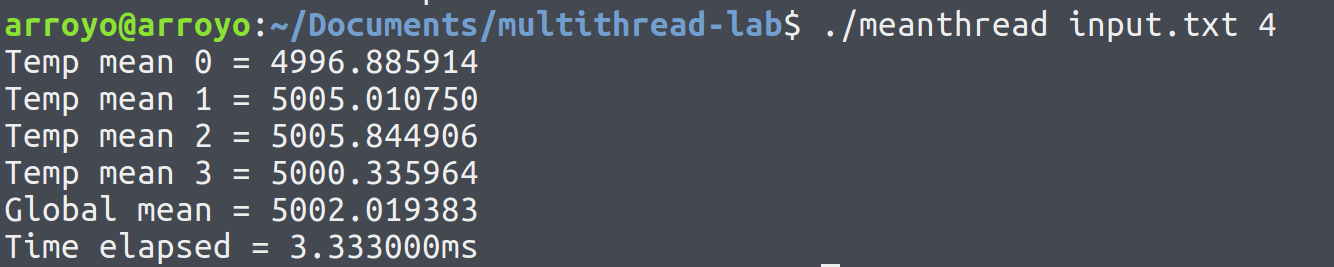 arroyo@arroyo:~/Documents/multithread-lab$ ./meanthread input.txt 4
Temp mean 0 = 4996.885914
Temp mean 1 = 5005.010750
Temp mean 2 = 5005.844906
Temp mean 3 = 5000.335964
Global mean = 5002.019383
Time elapsed = 3.333000ms